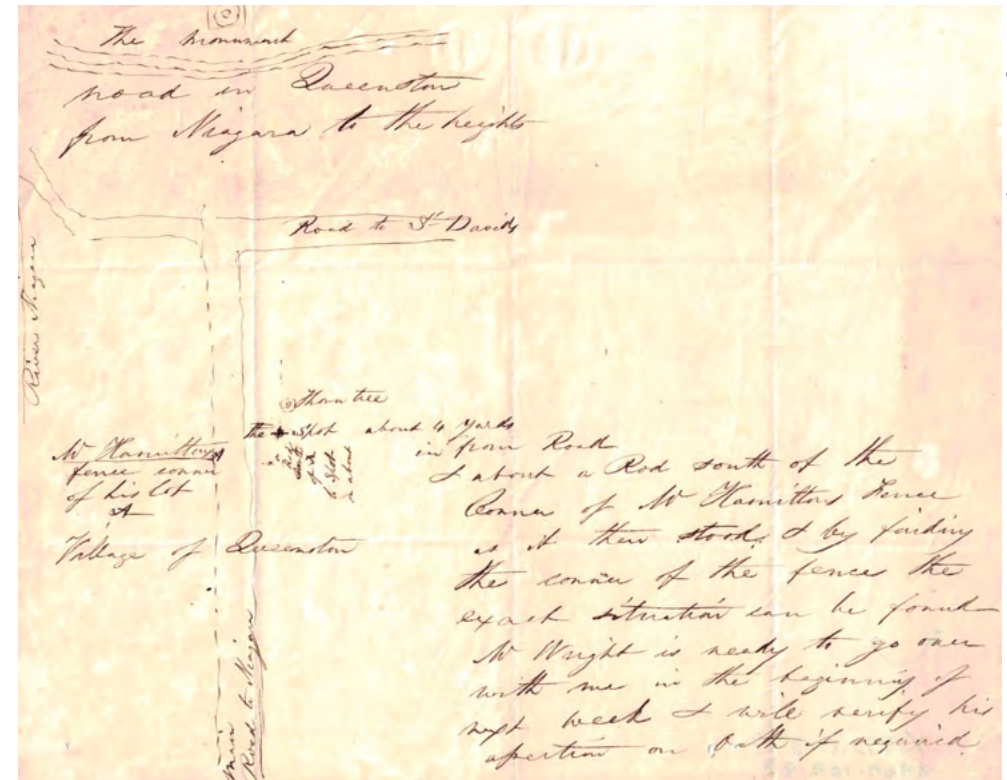 The Monument
road in Queenston
from Niagara to the heights
Road to St Davids
River Niagara
Thorn tree
the Spot about 4 yards
in from Road
Mr Hamiltons
fence corner
of his lot
A
Village of Queenston
Road to Niagara
& about a Rod south of the
Corner of Mr Hamiltons Fence
as it then stood. & by finding
the corner of the fence the
exact situation can be found
Mr Wright is ready to go over
with me in the beginning of
next week & will verify his
assertion on Oath if required.